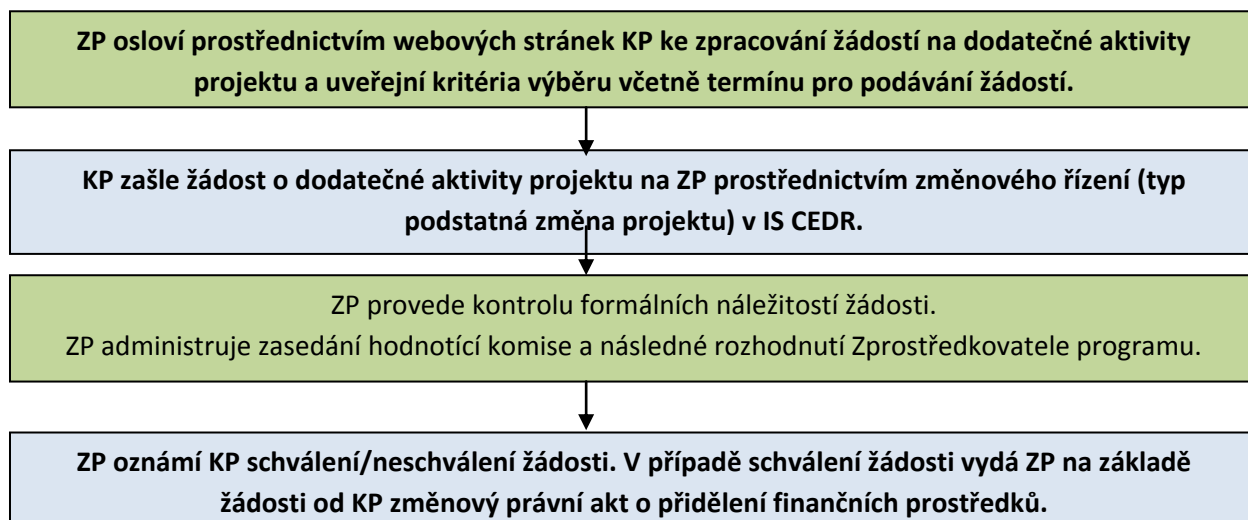 ZP osloví prostřednictvím webových stránek KP ke zpracování žádostí na dodatečné aktivity
projektu a uveřejní kritéria výběru včetně termínu pro podávání žádostí.
KP zašle žádost o dodatečné aktivity projektu na ZP prostřednictvím změnového řízení (typ
podstatná změna projektu) v IS CEDR.
ZP provede kontrolu formálních náležitostí žádosti.
ZP administruje zasedání hodnotící komise a následné rozhodnutí Zprostředkovatele programu.
ZP oznámí KP schválení/neschválení žádosti. V případě schválení žádosti vydá ZP na základě
žádosti od KP změnový právní akt o přidělení finančních prostředků.